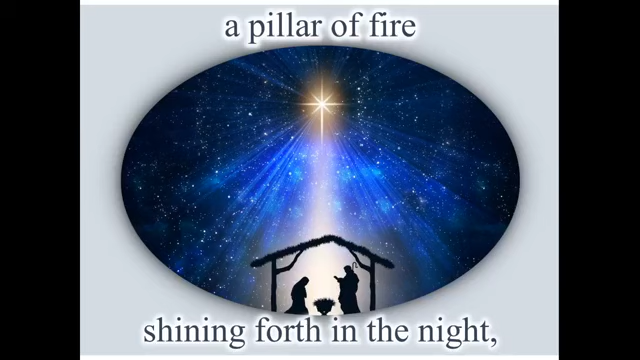 a pillar of fire
shining forth in the night,